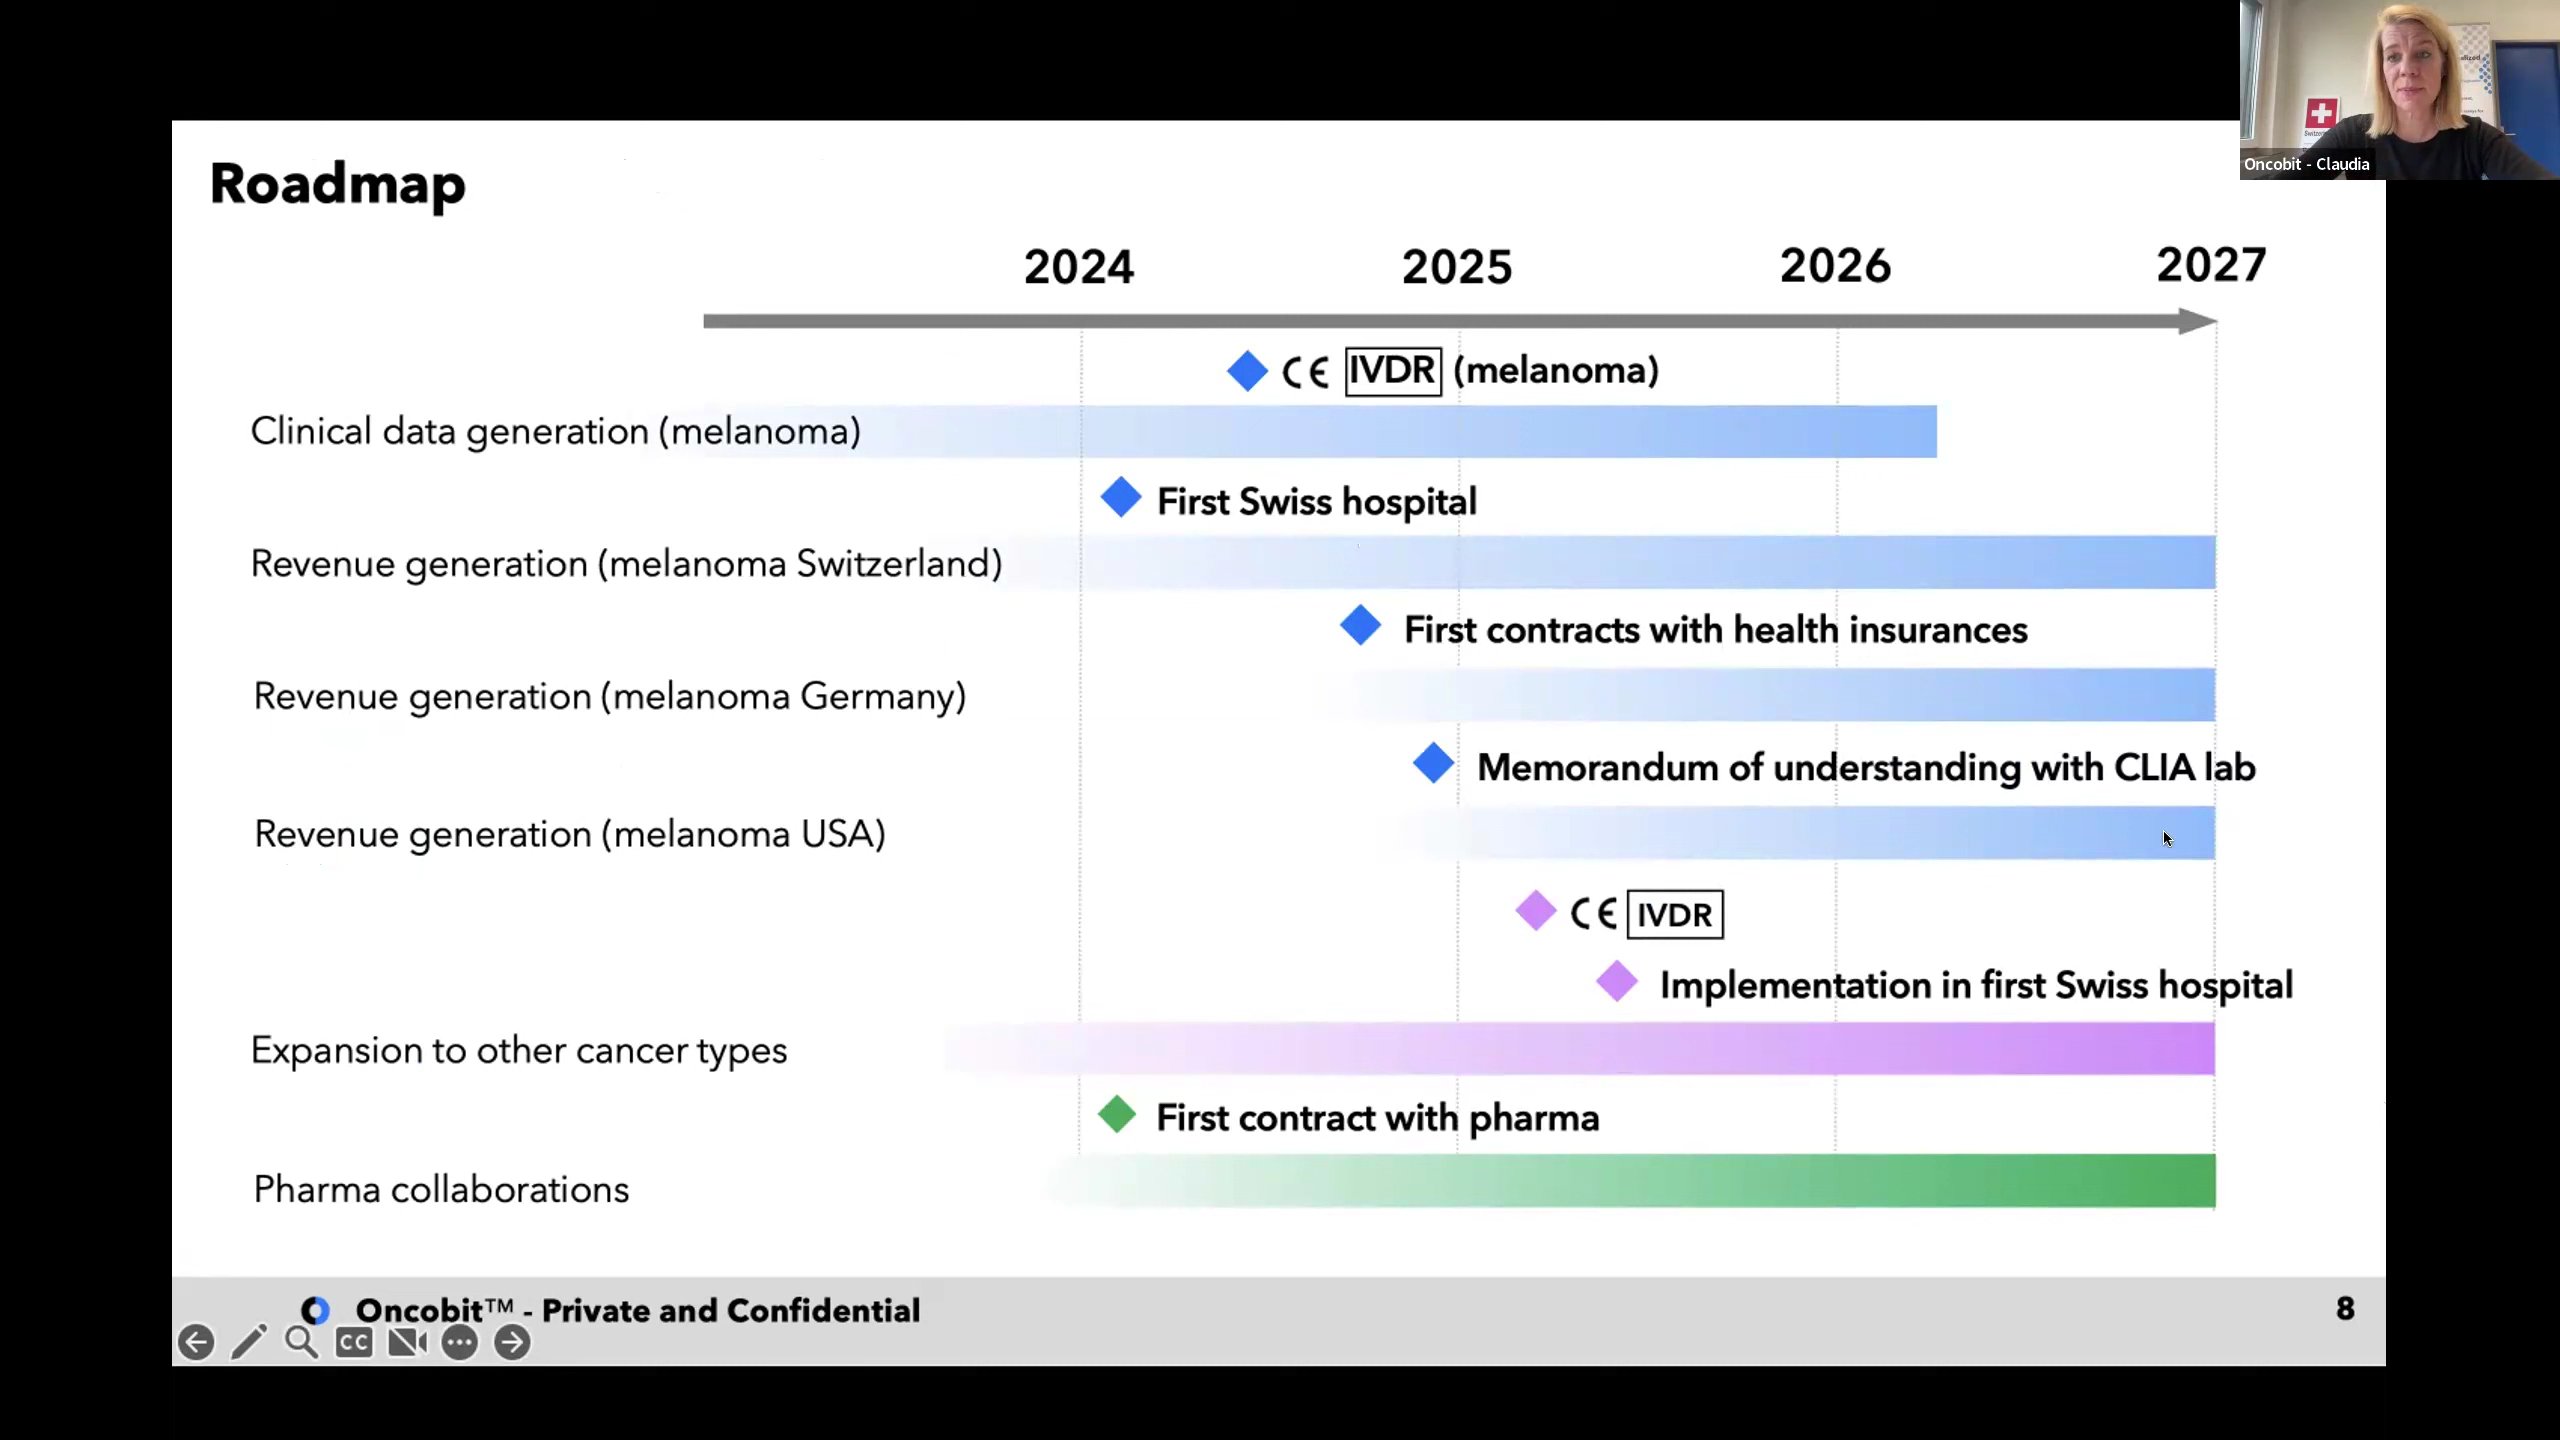 Oncobit - Claudia
Roadmap
2024 2025 2026 2027
CE IVDR (melanoma)
Clinical data generation (melanoma)
First Swiss hospital
Revenue generation (melanoma Switzerland)
First contracts with health insurances
Revenue generation (melanoma Germany)
Memorandum of understanding with CLIA lab
Revenue generation (melanoma USA)
CE IVDR
Implementation in first Swiss hospital
Expansion to other cancer types
First contract with pharma
Pharma collaborations
Oncobit™ - Private and Confidential
8
CC